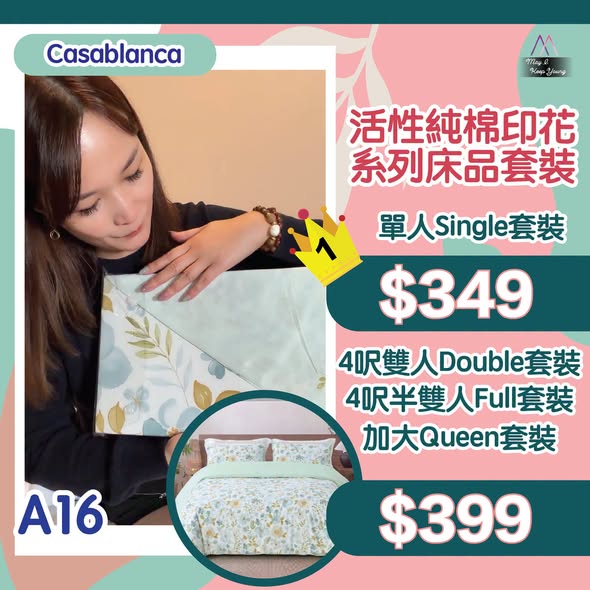 Casablanca
May I
Keep Young
活性純棉印花
系列床品套裝
單人Single套裝
1
$349
4呎雙人Double套裝
4呎半雙人Full套裝
加大Queen套裝
$399
A16